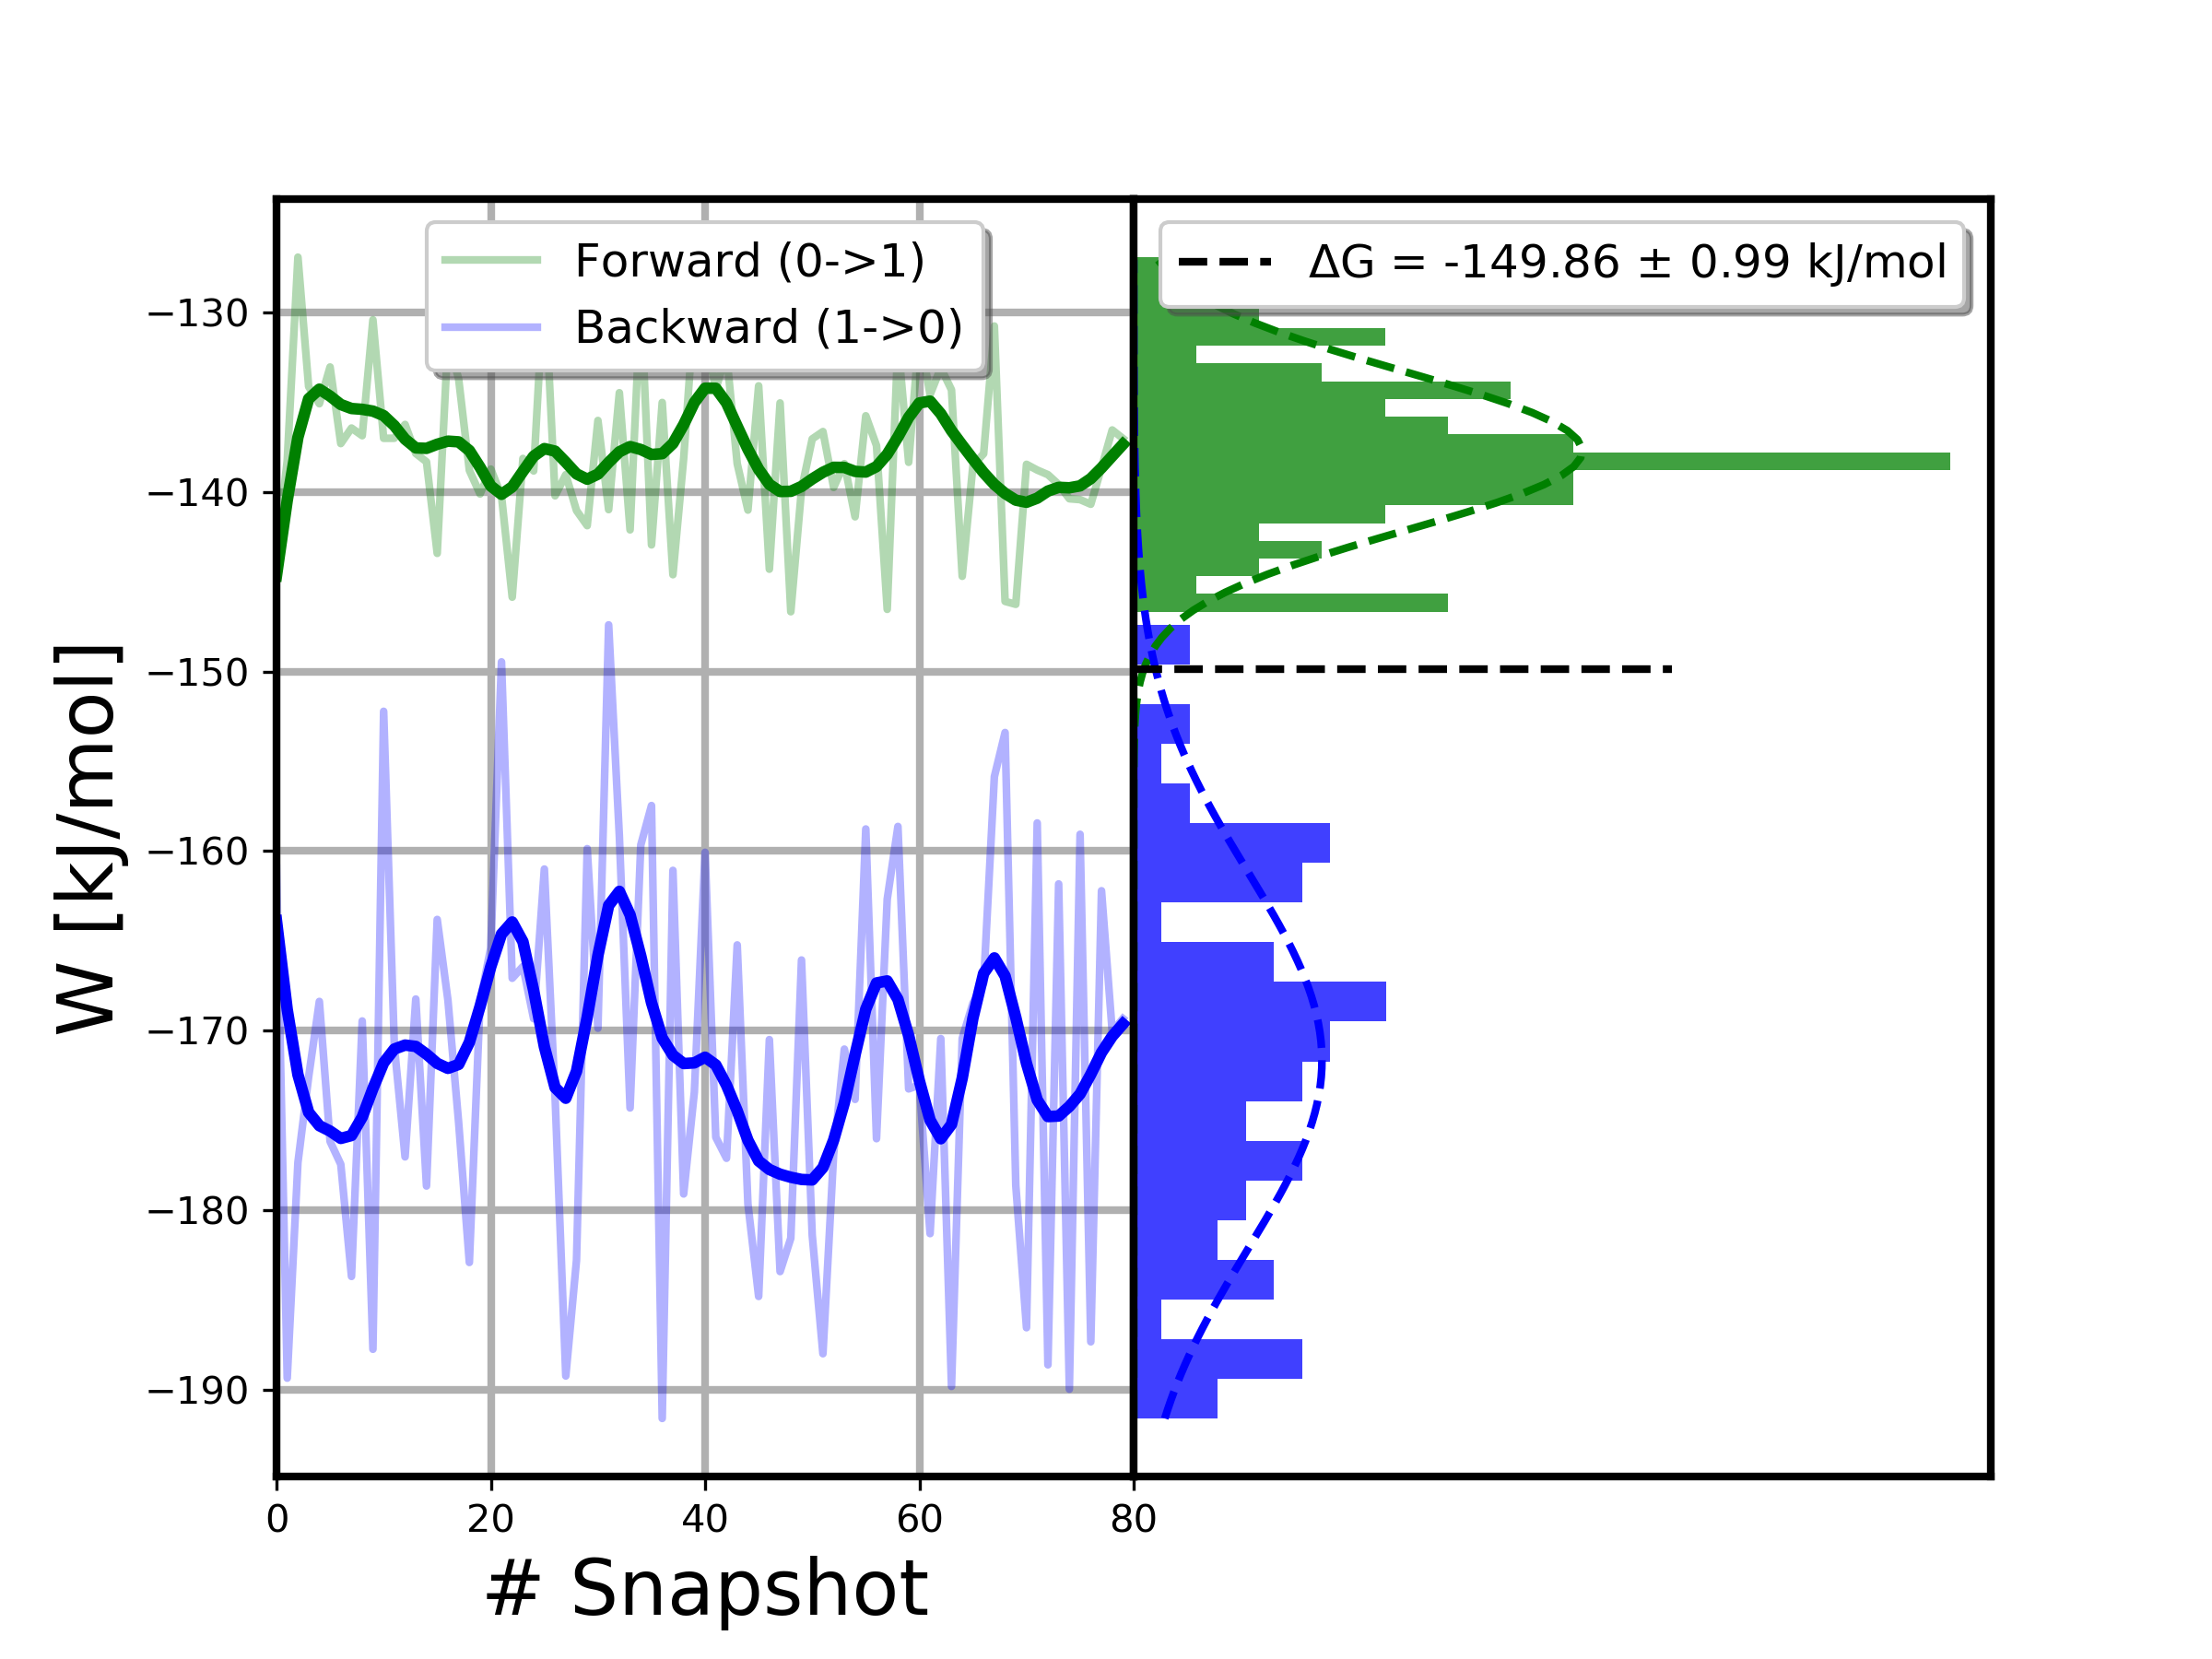 Forward (0->1)
Backward (1->0)
ΔG = -149.86 ± 0.99 kJ/mol
W [kJ/mol]
−130
−140
−150
−160
−170
−180
−190
0 20 40 60 80
# Snapshot